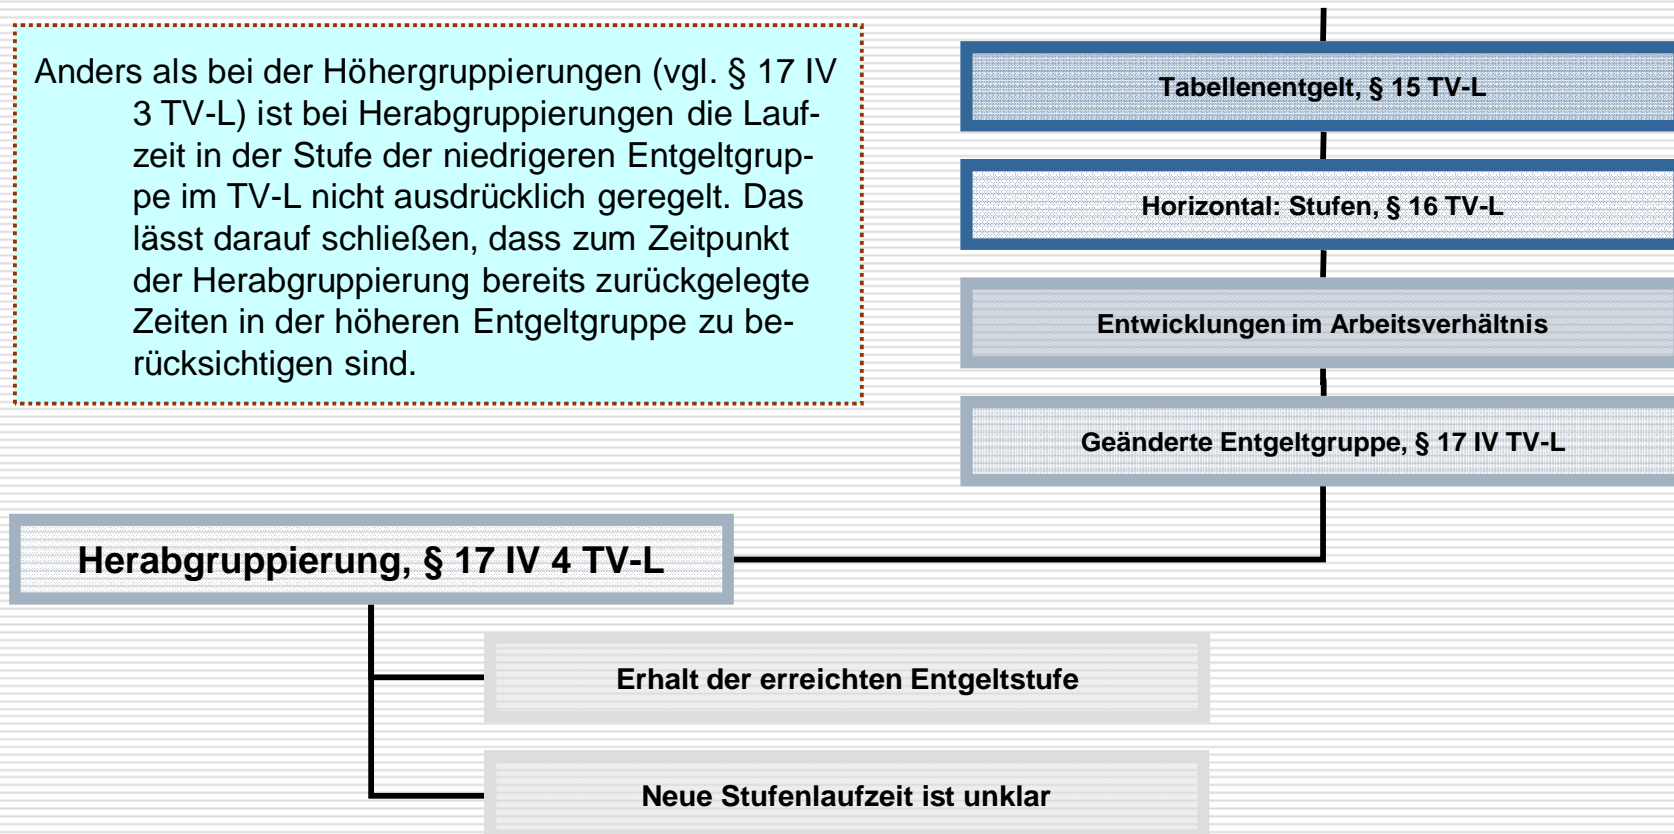 Anders als bei der Höhergruppierungen (vgl. § 17 IV
3 TV-L) ist bei Herabgruppierungen die Lauf-
zeit in der Stufe der niedrigeren Entgeltgrup-
pe im TV-L nicht ausdrücklich geregelt. Das
lässt darauf schließen, dass zum Zeitpunkt
der Herabgruppierung bereits zurückgelegte
Zeiten in der höheren Entgeltgruppe zu be-
rücksichtigen sind.
Tabellenentgelt, § 15 TV-L
Horizontal: Stufen, § 16 TV-L
Entwicklungen im Arbeitsverhältnis
Geänderte Entgeltgruppe, § 17 IV TV-L
Herabgruppierung, § 17 IV 4 TV-L
Erhalt der erreichten Entgeltstufe
Neue Stufenlaufzeit ist unklar